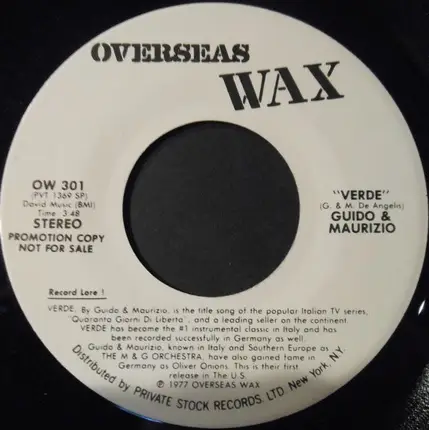 OVERSEAS
WAX
OW 301
(PVT 1369 SP)
David Music (BMI)
Time: 3:48
STEREO
PROMOTION COPY
NOT FOR SALE
"VERDE"
(G. & M. De Angelis)
GUIDO &
MAURIZIO
Record Lore !
VERDE, By Guido & Maurizio, is the title song of the popular Italian TV series,
"Quaranta Giorni Di Liberta", and a leading seller on the continent.
VERDE has become the #1 instrumental classic in Italy and has
been recorded successfully in Germany as well.
Guido & Maurizio, known in Italy and Southern Europe as
THE M & G ORCHESTRA, have also gained fame in
Germany as Oliver Onions. This is their first
release in The U.S.
℗ 1977 OVERSEAS WAX
Distributed by PRIVATE STOCK RECORDS, LTD. New York, N.Y.